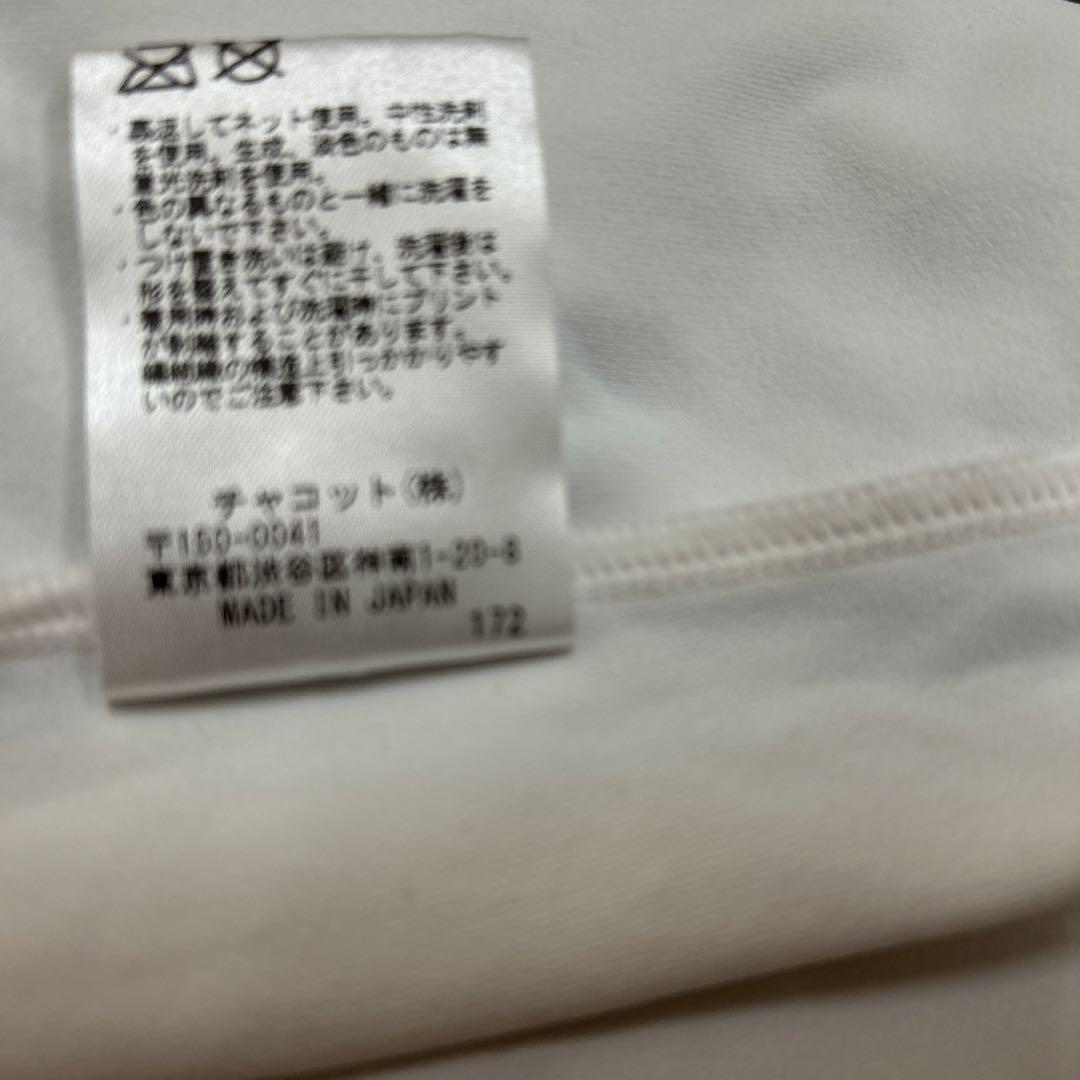 ・裏返してネット使用。中性洗剤
を使用。生成、淡色のものは無
蛍光洗剤を使用。
・色の異なるものと一緒に洗濯を
しないで下さい。
・つけ置き洗いは避け、洗濯後は
形を整えてすぐに干して下さい。
・着用時および洗濯時にプリント
が剥離することがあります。
編組織の構造上引っかかりやす
いのでご注意下さい。
チャコット(株)
〒150-0041
東京都渋谷区神南1-20-8
MADE IN JAPAN
172